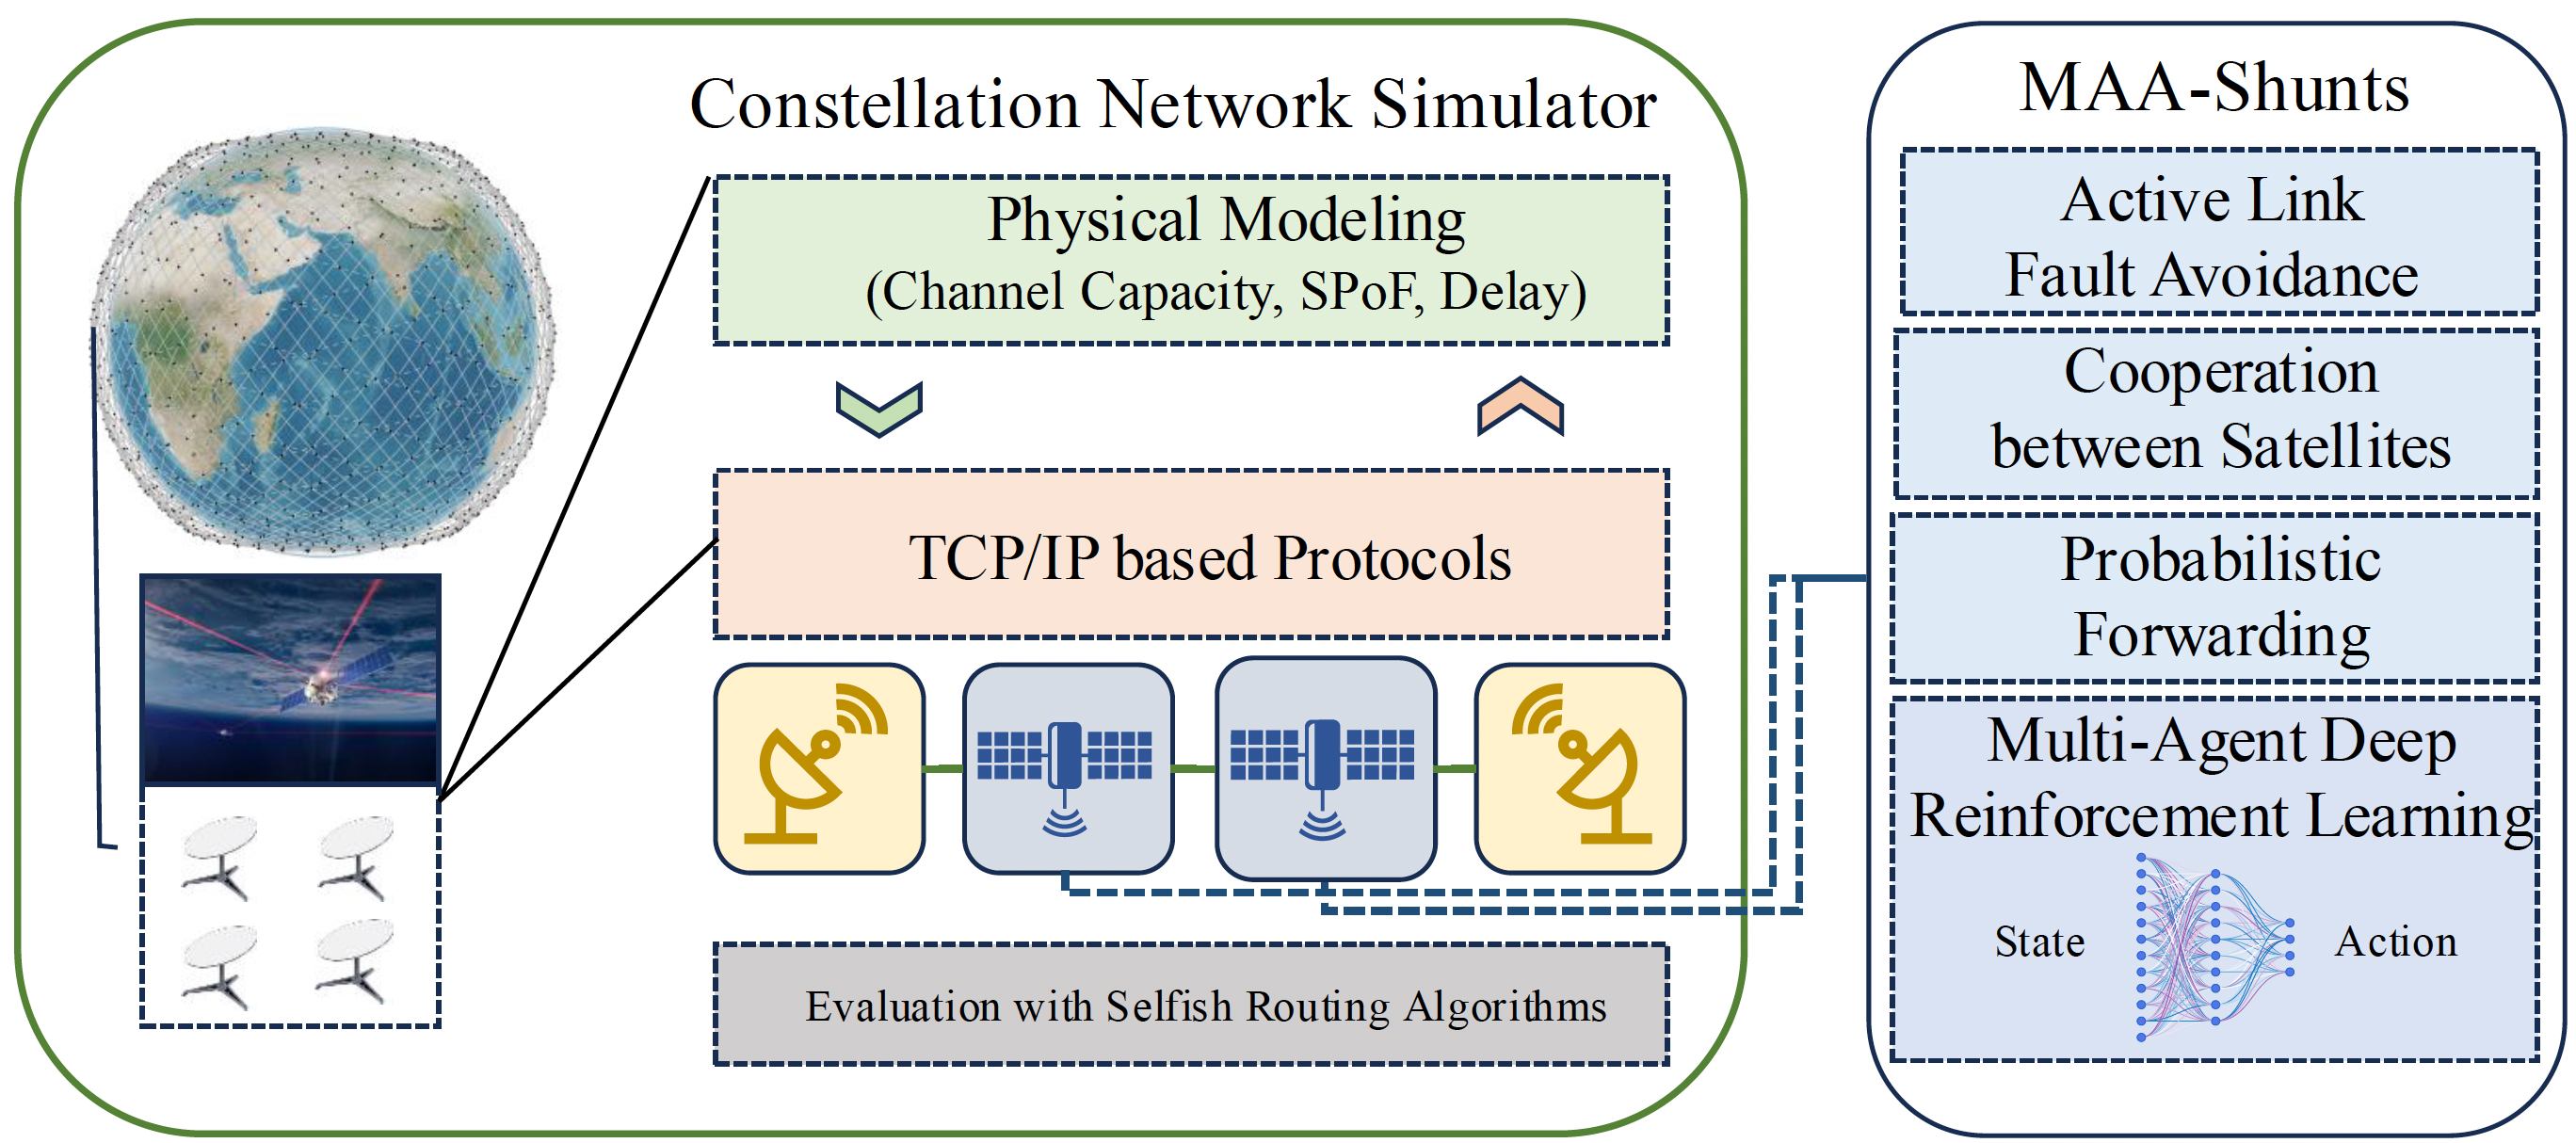 Constellation Network Simulator
Physical Modeling
(Channel Capacity, SPoF, Delay)
TCP/IP based Protocols
Evaluation with Selfish Routing Algorithms
MAA-Shunts
Active Link
Fault Avoidance
Cooperation
between Satellites
Probabilistic
Forwarding
Multi-Agent Deep
Reinforcement Learning
State
Action